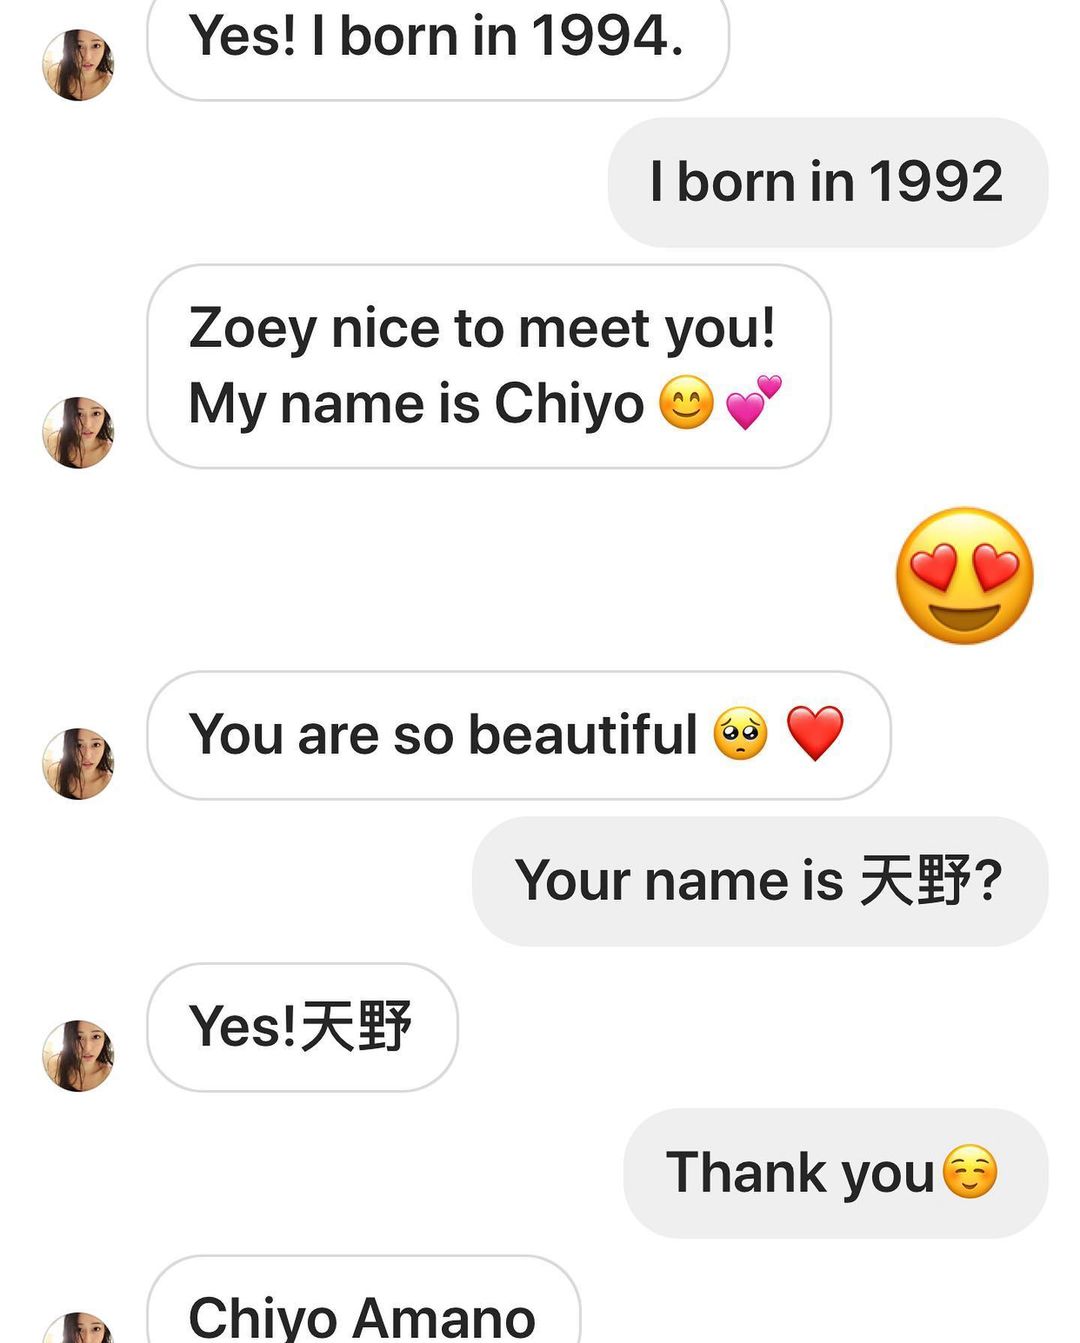 Yes! I born in 1994.
I born in 1992
Zoey nice to meet you!
My name is Chiyo 😊 💕
😍
You are so beautiful 🥺 ❤️
Your name is 天野?
Yes!天野
Thank you☺️
Chiyo Amano